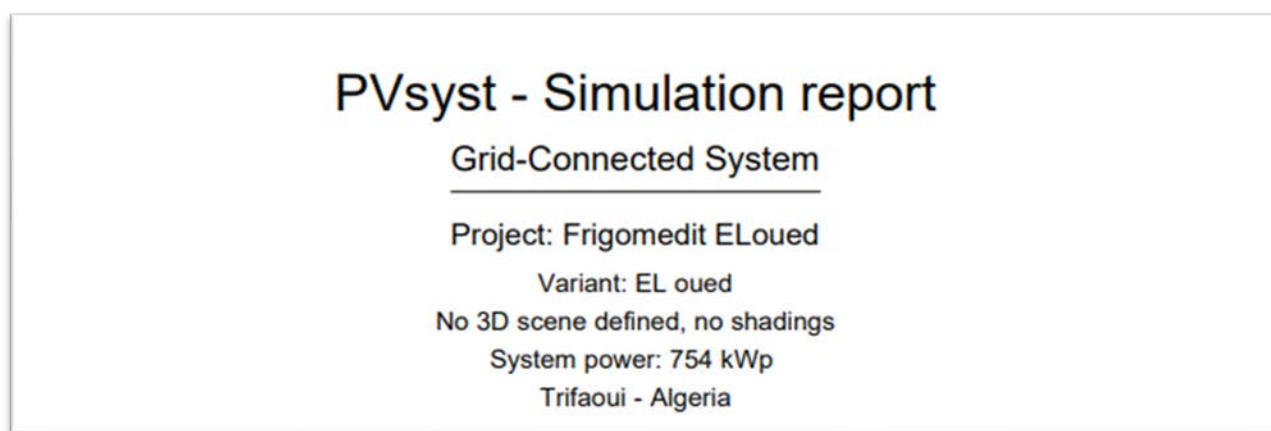 PVsyst - Simulation report
Grid-Connected System
Project: Frigomedit ELoued
Variant: EL oued
No 3D scene defined, no shadings
System power: 754 kWp
Trifaoui - Algeria